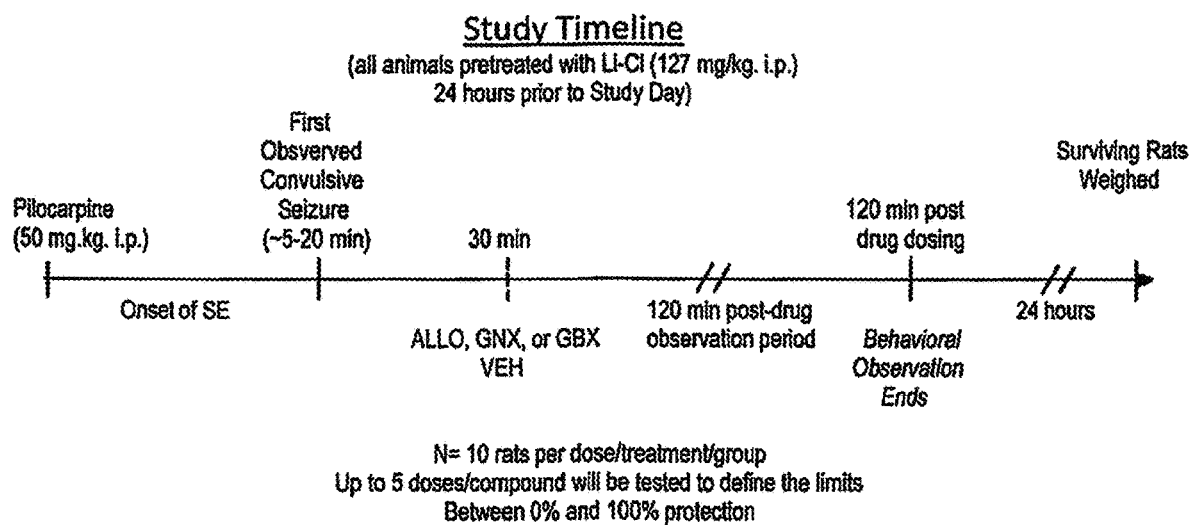 Study Timeline
(all animals pretreated with Li-Cl (127 mg/kg. i.p.)
24 hours prior to Study Day)
First
Obsverved
Convulsive
Seizure
(~5-20 min)
Surviving Rats
Weighed
Pilocarpine
(50 mg.kg. i.p.)
30 min
120 min post
drug dosing
Onset of SE
ALLO, GNX, or GBX
VEH
120 min post-drug
observation period
Behavioral
Observation
Ends
24 hours
N= 10 rats per dose/treatment/group
Up to 5 doses/compound will be tested to define the limits
Between 0% and 100% protection